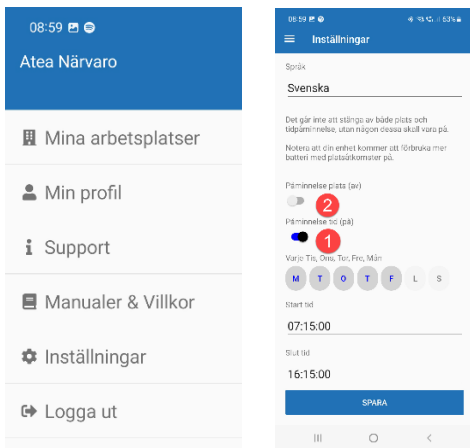 08:59
Atea Närvaro
Mina arbetsplatser
Min profil
Support
Manualer & Villkor
Inställningar
Logga ut
08:59
63%
Inställningar
Språk
Svenska
Det går inte att stänga av både plats och
tidpåminnelse, utan någon dessa skall vara på.
Notera att din enhet kommer att förbruka mer
batteri med platsåtkomster på.
Påminnelse plats (av)
2
Påminnelse tid (på)
1
Varje Tis, Ons, Tor, Fre, Mån
M T O T F L S
Start tid
07:15:00
Slut tid
16:15:00
SPARA